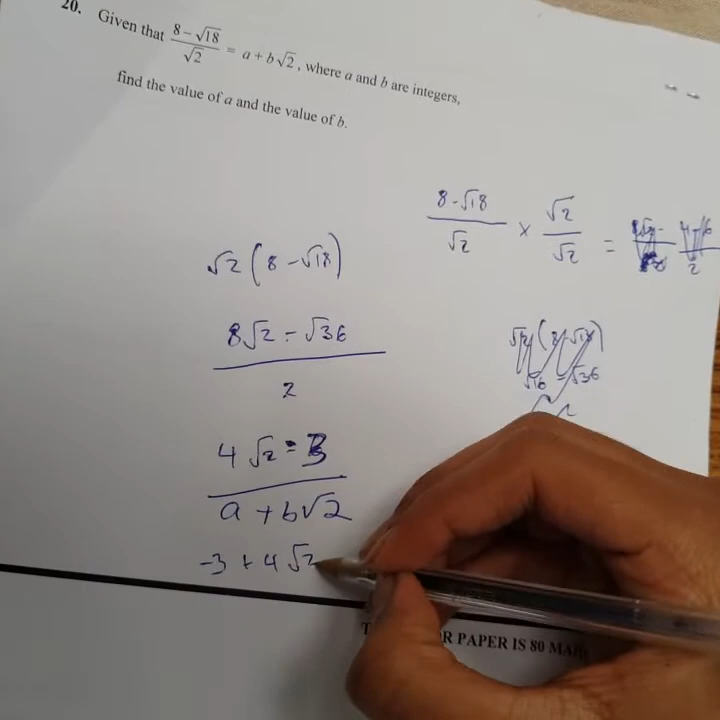 20. Given that (8 − √18)/√2 = a + b√2, where a and b are integers,
find the value of a and the value of b.
(8 - √18)/√2 × √2/√2 =
√2 (8 - √18)
(8√2 - √36)/2
4√2 - 3
a + b√2
-3 + 4√2
R PAPER IS 80 MA